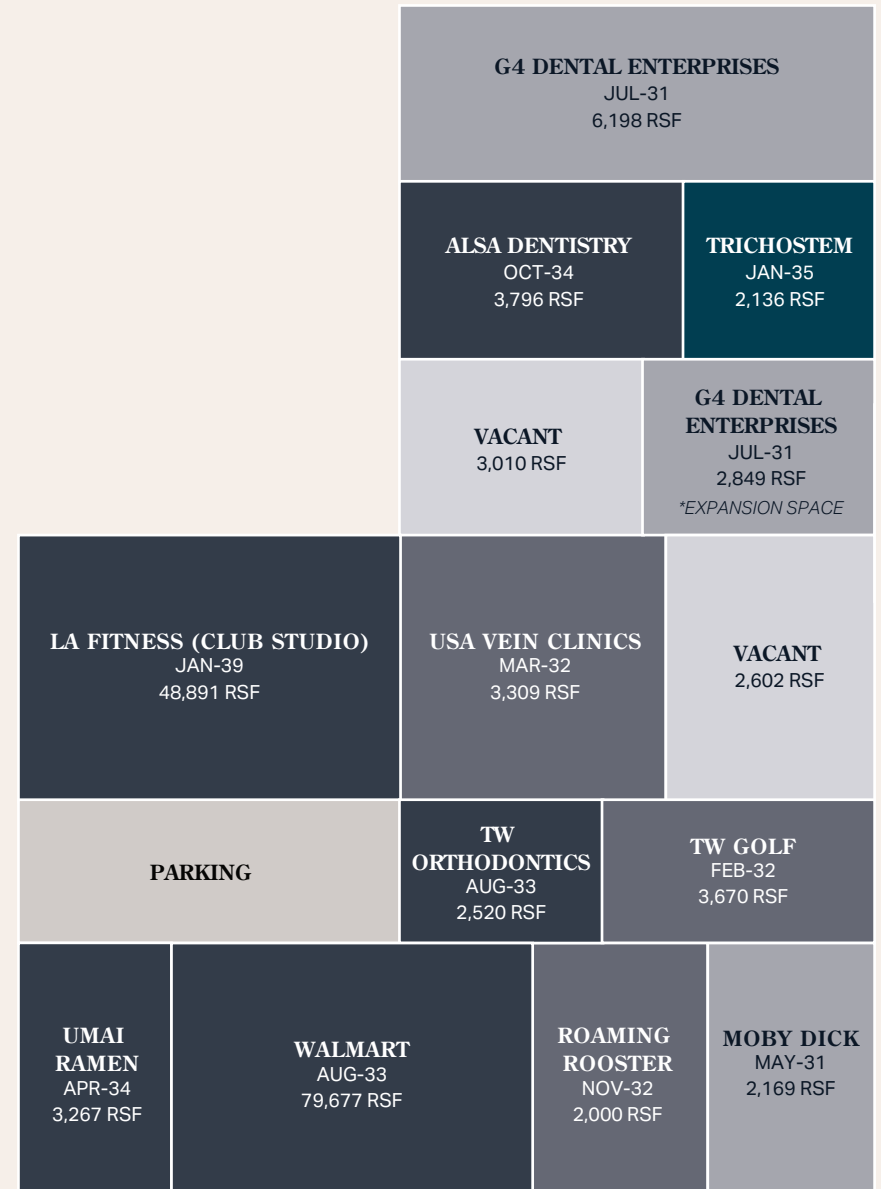 G4 DENTAL ENTERPRISES
JUL-31
6,198 RSF
ALSA DENTISTRY
OCT-34
3,796 RSF
TRICHOSTEM
JAN-35
2,136 RSF
VACANT
3,010 RSF
G4 DENTAL
ENTERPRISES
JUL-31
2,849 RSF
*EXPANSION SPACE
LA FITNESS (CLUB STUDIO)
JAN-39
48,891 RSF
USA VEIN CLINICS
MAR-32
3,309 RSF
VACANT
2,602 RSF
PARKING
TW
ORTHODONTICS
AUG-33
2,520 RSF
TW GOLF
FEB-32
3,670 RSF
UMAI
RAMEN
APR-34
3,267 RSF
WALMART
AUG-33
79,677 RSF
ROAMING
ROOSTER
NOV-32
2,000 RSF
MOBY DICK
MAY-31
2,169 RSF